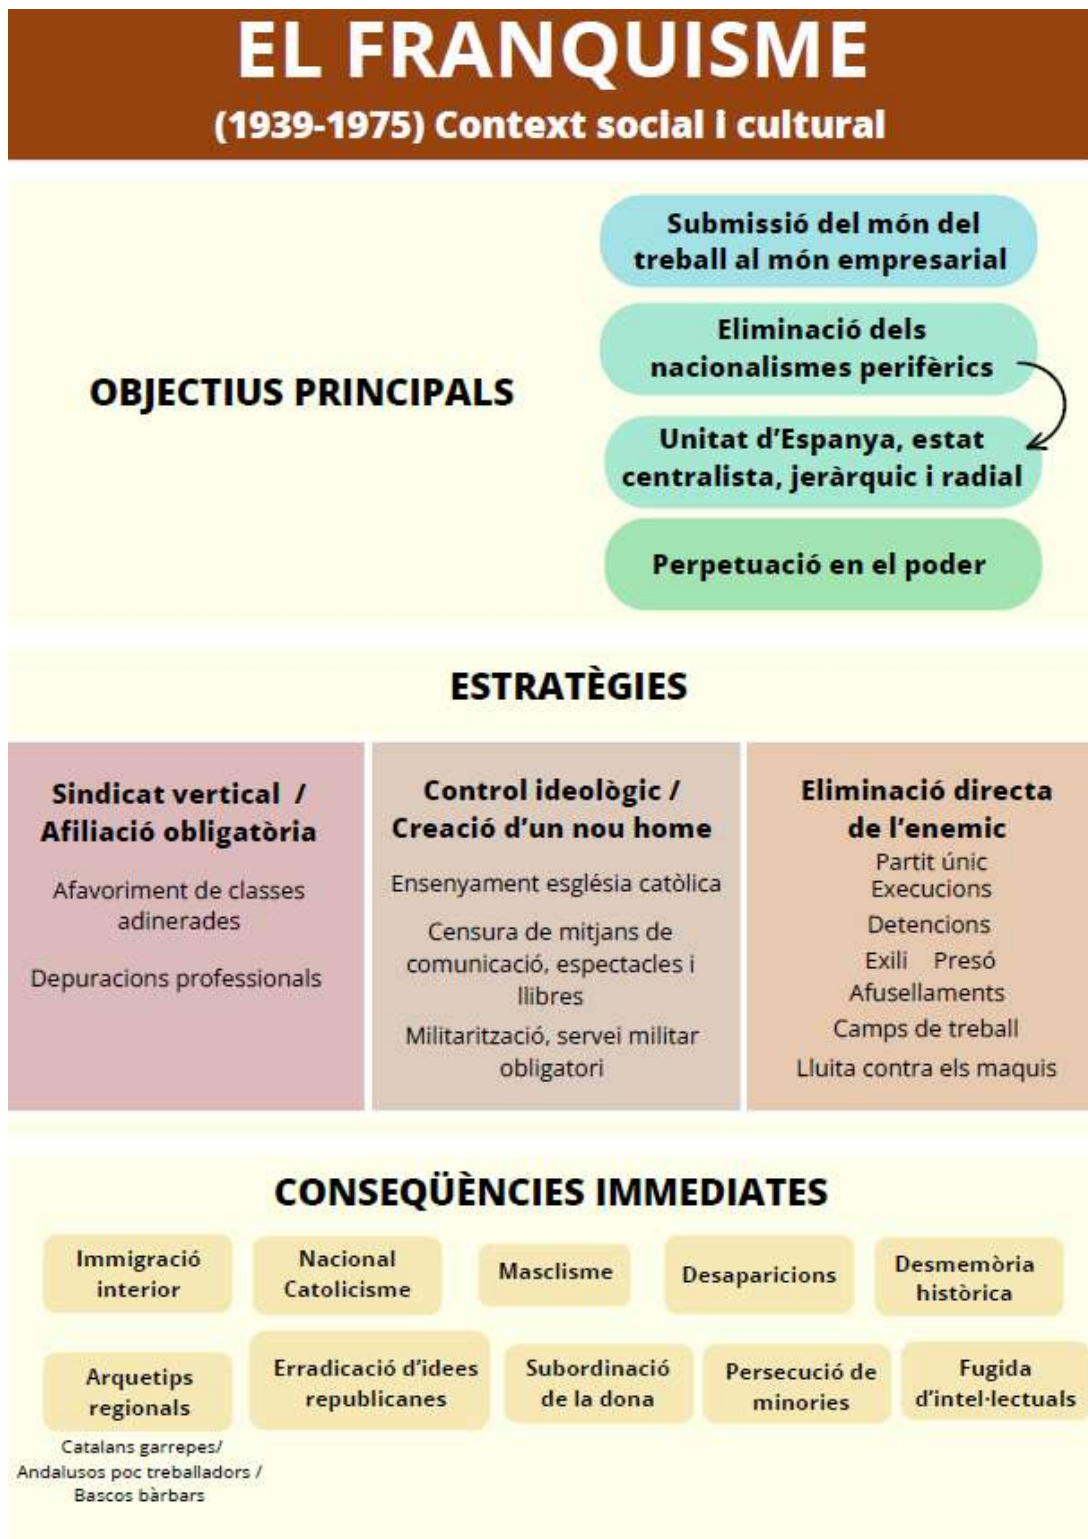 EL FRANQUISME
(1939-1975) Context social i cultural
OBJECTIUS PRINCIPALS
Submissió del món del
treball al món empresarial
Eliminació dels
nacionalismes perifèrics
Unitat d'Espanya, estat
centralista, jeràrquic i radial
Perpetuació en el poder
ESTRATÈGIES
Sindicat vertical /
Afiliació obligatòria
Afavoriment de classes
adinerades
Depuracions professionals
Control ideològic /
Creació d'un nou home
Ensenyament església catòlica
Censura de mitjans de
comunicació, espectacles i
llibres
Militarització, servei militar
obligatori
Eliminació directa
de l'enemic
Partit únic
Execucions
Detencions
Exili Presó
Afusellaments
Camps de treball
Lluita contra els maquis
CONSEQÜÈNCIES IMMEDIATES
Immigració
interior
Nacional
Catolicisme
Masclisme
Desaparicions
Desmemòria
històrica
Arquetips
regionals
Catalans garrepes/
Andalusos poc treballadors /
Bascos bàrbars
Erradicació d'idees
republicanes
Subordinació
de la dona
Persecució de
minories
Fugida
d'intel·lectuals